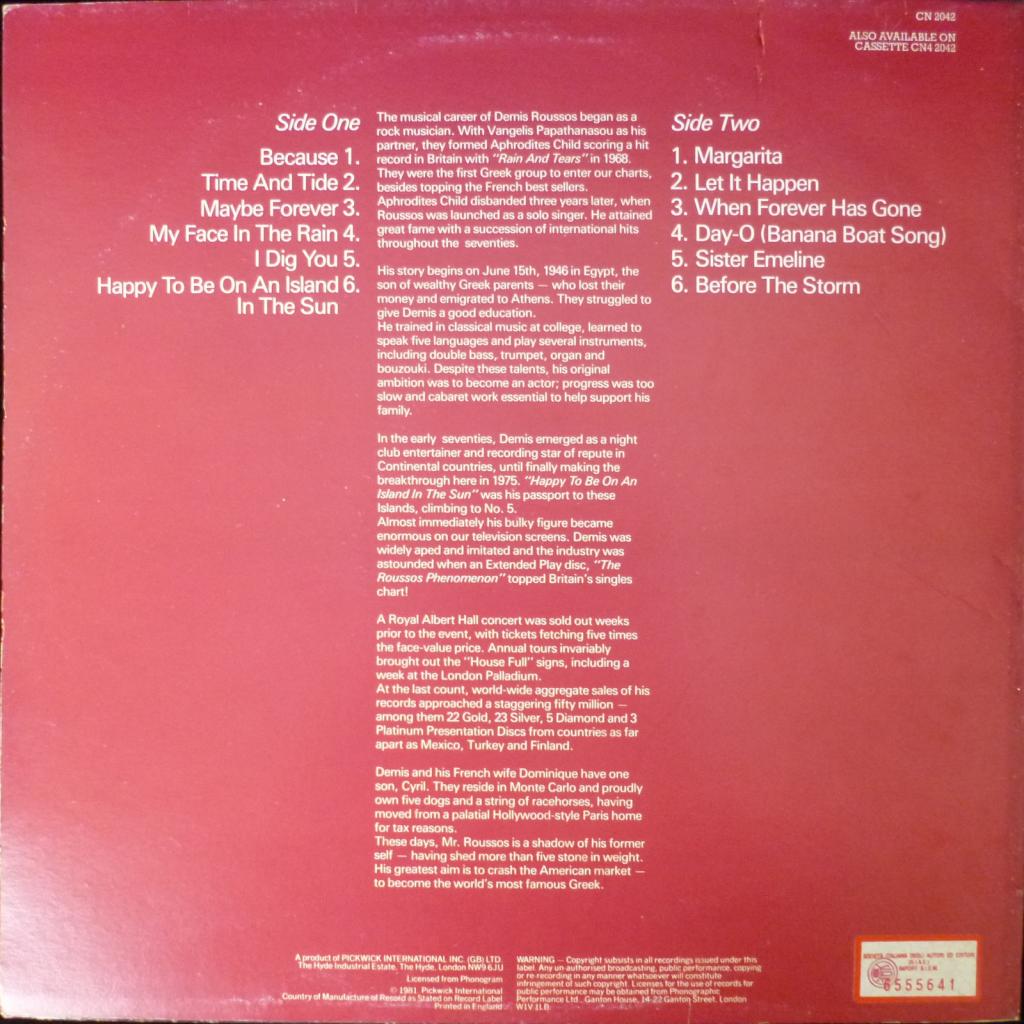 CN 2042
ALSO AVAILABLE ON
CASSETTE CN4 2042
Side One
Because 1.
Time And Tide 2.
Maybe Forever 3.
My Face In The Rain 4.
I Dig You 5.
Happy To Be On An Island 6.
In The Sun
The musical career of Demis Roussos began as a
rock musician. With Vangelis Papathanasou as his
partner, they formed Aphrodites Child scoring a hit
record in Britain with "Rain And Tears" in 1968.
They were the first Greek group to enter our charts,
besides topping the French best sellers.
Aphrodites Child disbanded three years later, when
Roussos was launched as a solo singer. He attained
great fame with a succession of international hits
throughout the seventies.
His story begins on June 15th, 1946 in Egypt, the
son of wealthy Greek parents — who lost their
money and emigrated to Athens. They struggled to
give Demis a good education.
He trained in classical music at college, learned to
speak five languages and play several instruments,
including double bass, trumpet, organ and
bouzouki. Despite these talents, his original
ambition was to become an actor; progress was too
slow and cabaret work essential to help support his
family.
In the early seventies, Demis emerged as a night
club entertainer and recording star of repute in
Continental countries, until finally making the
breakthrough here in 1975. "Happy To Be On An
Island In The Sun" was his passport to these
Islands, climbing to No. 5.
Almost immediately his bulky figure became
enormous on our television screens. Demis was
widely aped and imitated and the industry was
astounded when an Extended Play disc, "The
Roussos Phenomenon" topped Britain's singles
chart!
A Royal Albert Hall concert was sold out weeks
prior to the event, with tickets fetching five times
the face-value price. Annual tours invariably
brought out the "House Full" signs, including a
week at the London Palladium.
At the last count, world-wide aggregate sales of his
records approached a staggering fifty million —
among them 22 Gold, 23 Silver, 5 Diamond and 3
Platinum Presentation Discs from countries as far
apart as Mexico, Turkey and Finland.
Demis and his French wife Dominique have one
son, Cyril. They reside in Monte Carlo and proudly
own five dogs and a string of racehorses, having
moved from a palatial Hollywood-style Paris home
for tax reasons.
These days, Mr. Roussos is a shadow of his former
self — having shed more than five stone in weight.
His greatest aim is to crash the American market —
to become the world's most famous Greek.
Side Two
1. Margarita
2. Let It Happen
3. When Forever Has Gone
4. Day-O (Banana Boat Song)
5. Sister Emeline
6. Before The Storm
A product of PICKWICK INTERNATIONAL INC. (GB) LTD.
The Hyde Industrial Estate, The Hyde, London NW9 6JU
Licensed from Phonogram
© 1981 Pickwick International
Country of Manufacture of Record as Stated on Record Label
Printed in England
WARNING — Copyright subsists in all recordings issued under this
label. Any un-authorised broadcasting, public performance, copying
or re-recording in any manner whatsoever will constitute
infringement of such copyright. Licenses for the use of records for
public performance may be obtained from Phonographic
Performance Ltd., Ganton House, 14-22 Ganton Street, London
W1V 1LB.
SOCIETÀ ITALIANA DEGLI AUTORI ED EDITORI
6555641